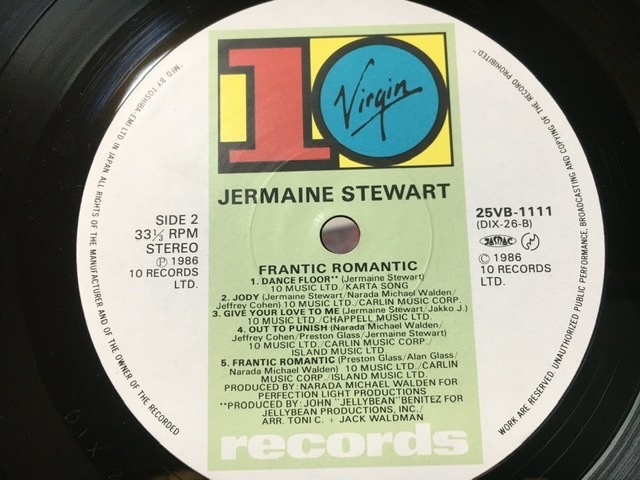 10
Virgin
JERMAINE STEWART
SIDE 2
33⅓ RPM
STEREO
Ⓟ 1986
10 RECORDS
LTD.
25VB-1111
(DIX-26-B)
JASRAC
© 1986
10 RECORDS
LTD.
FRANTIC ROMANTIC
1. DANCE FLOOR** (Jermaine Stewart)
10 MUSIC LTD./KARTA SONG
2. JODY (Jermaine Stewart/Narada Michael Walden/
Jeffrey Cohen) 10 MUSIC LTD./CARLIN MUSIC CORP.
3. GIVE YOUR LOVE TO ME (Jermaine Stewart/Jakko J.)
10 MUSIC LTD./CHAPPELL MUSIC LTD.
4. OUT TO PUNISH (Narada Michael Walden/
Jeffrey Cohen/Preston Glass/Jermaine Stewart)
10 MUSIC LTD./CARLIN MUSIC CORP./
ISLAND MUSIC LTD.
5. FRANTIC ROMANTIC (Preston Glass/Alan Glass/
Narada Michael Walden) 10 MUSIC LTD./CARLIN
MUSIC CORP./ISLAND MUSIC LTD.
PRODUCED BY: NARADA MICHAEL WALDEN FOR
PERFECTION LIGHT PRODUCTIONS
**PRODUCED BY: JOHN "JELLYBEAN" BENITEZ FOR
JELLYBEAN PRODUCTIONS, INC./
ARR. TONI C. + JACK WALDMAN
records
"MFD. BY TOSHIBA-EMI LTD IN JAPAN ALL RIGHTS OF THE MANUFACTURER AND OF THE OWNER OF THE RECORDED
WORK ARE RESERVED. UNAUTHORIZED PUBLIC PERFORMANCE, BROADCASTING AND COPYING OF THE RECORD PROHIBITED."